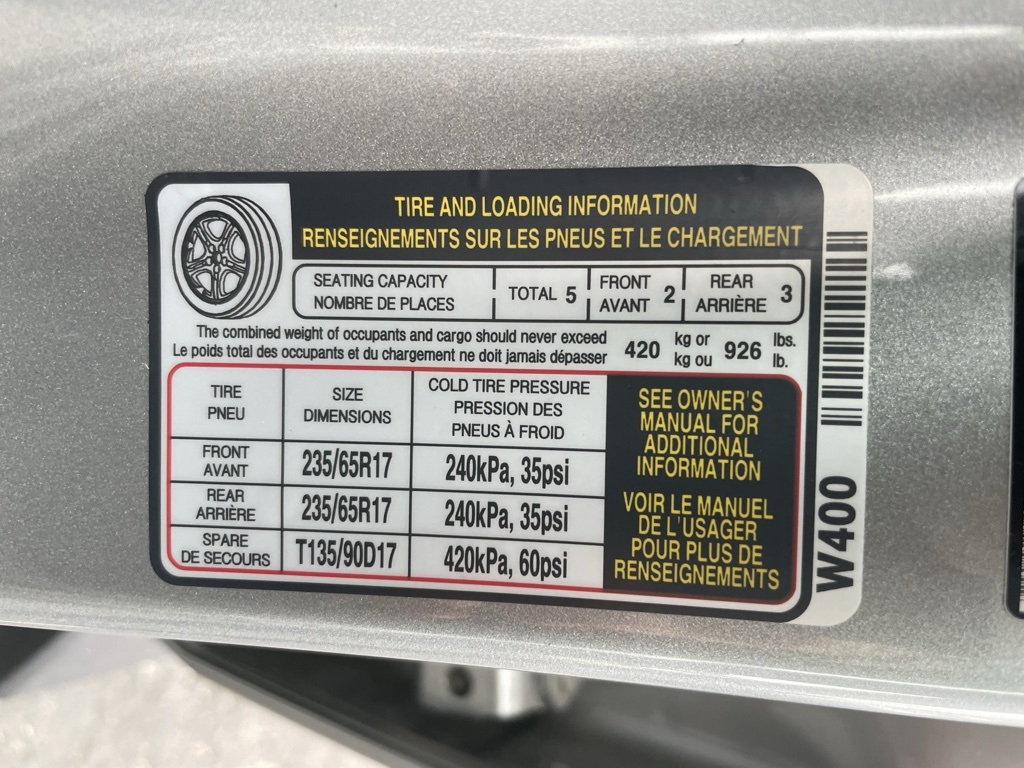 TIRE AND LOADING INFORMATION
RENSEIGNEMENTS SUR LES PNEUS ET LE CHARGEMENT
SEATING CAPACITY
NOMBRE DE PLACES
TOTAL 5
FRONT
AVANT 2
REAR
ARRIÈRE 3
The combined weight of occupants and cargo should never exceed
Le poids total des occupants et du chargement ne doit jamais dépasser
420 kg or
kg ou
926 lbs.
lb.
TIRE
PNEU
SIZE
DIMENSIONS
COLD TIRE PRESSURE
PRESSION DES
PNEUS À FROID
FRONT
AVANT
235/65R17
240kPa, 35psi
REAR
ARRIÈRE
235/65R17
240kPa, 35psi
SPARE
DE SECOURS
T135/90D17
420kPa, 60psi
SEE OWNER'S
MANUAL FOR
ADDITIONAL
INFORMATION
VOIR LE MANUEL
DE L'USAGER
POUR PLUS DE
RENSEIGNEMENTS
W400